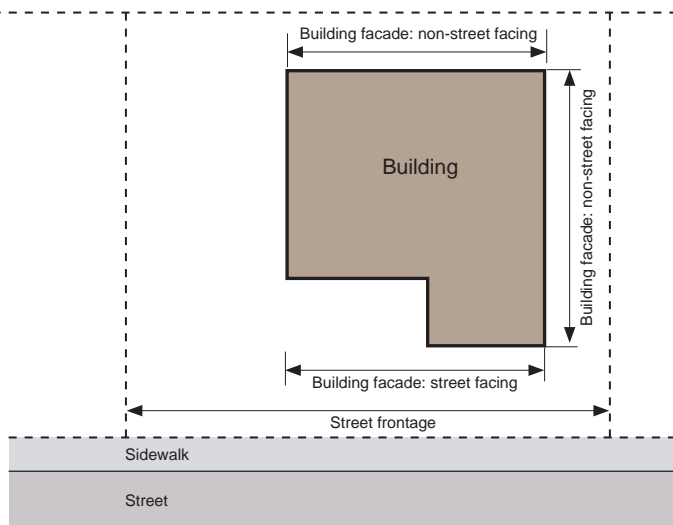 Building facade: non-street facing
Building
Building facade: non-street facing
Building facade: street facing
Street frontage
Sidewalk
Street